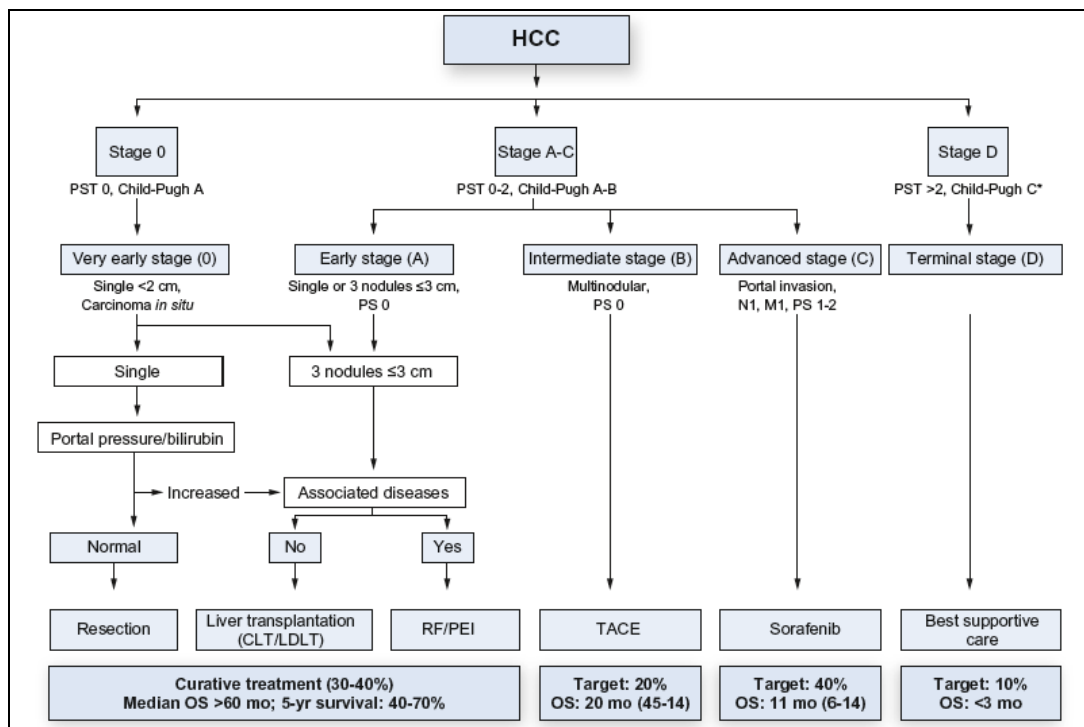 HCC
Stage 0
PST 0, Child-Pugh A
Stage A-C
PST 0-2, Child-Pugh A-B
Stage D
PST >2, Child-Pugh C*
Very early stage (0)
Single <2 cm,
Carcinoma in situ
Early stage (A)
Single or 3 nodules ≤3 cm,
PS 0
Intermediate stage (B)
Multinodular,
PS 0
Advanced stage (C)
Portal invasion,
N1, M1, PS 1-2
Terminal stage (D)
Single
3 nodules ≤3 cm
Portal pressure/bilirubin
Increased
Associated diseases
Normal
No
Yes
Resection
Liver transplantation
(CLT/LDLT)
RF/PEI
TACE
Sorafenib
Best supportive
care
Curative treatment (30-40%)
Median OS >60 mo; 5-yr survival: 40-70%
Target: 20%
OS: 20 mo (45-14)
Target: 40%
OS: 11 mo (6-14)
Target: 10%
OS: <3 mo